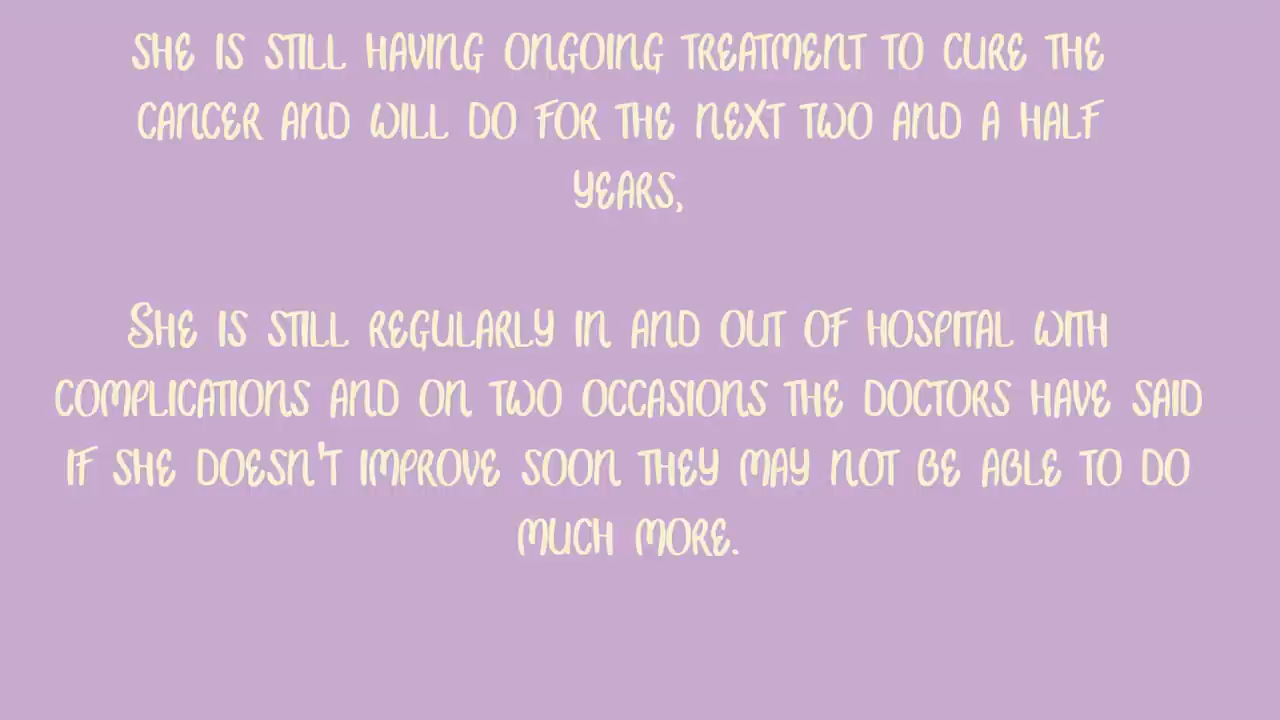 SHE IS STILL HAVING ONGOING TREATMENT TO CURE THE
CANCER AND WILL DO FOR THE NEXT TWO AND A HALF
YEARS,
SHE IS STILL REGULARLY IN AND OUT OF HOSPITAL WITH
COMPLICATIONS AND ON TWO OCCASIONS THE DOCTORS HAVE SAID
IF SHE DOESN'T IMPROVE SOON THEY MAY NOT BE ABLE TO DO
MUCH MORE.